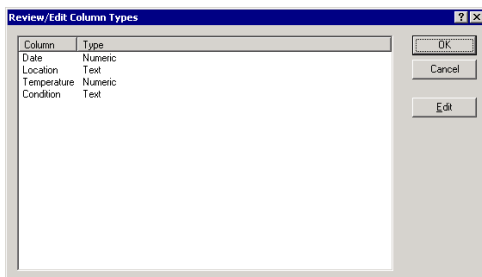 Review/Edit Column Types
Column Type
Date Numeric
Location Text
Temperature Numeric
Condition Text
OK
Cancel
Edit